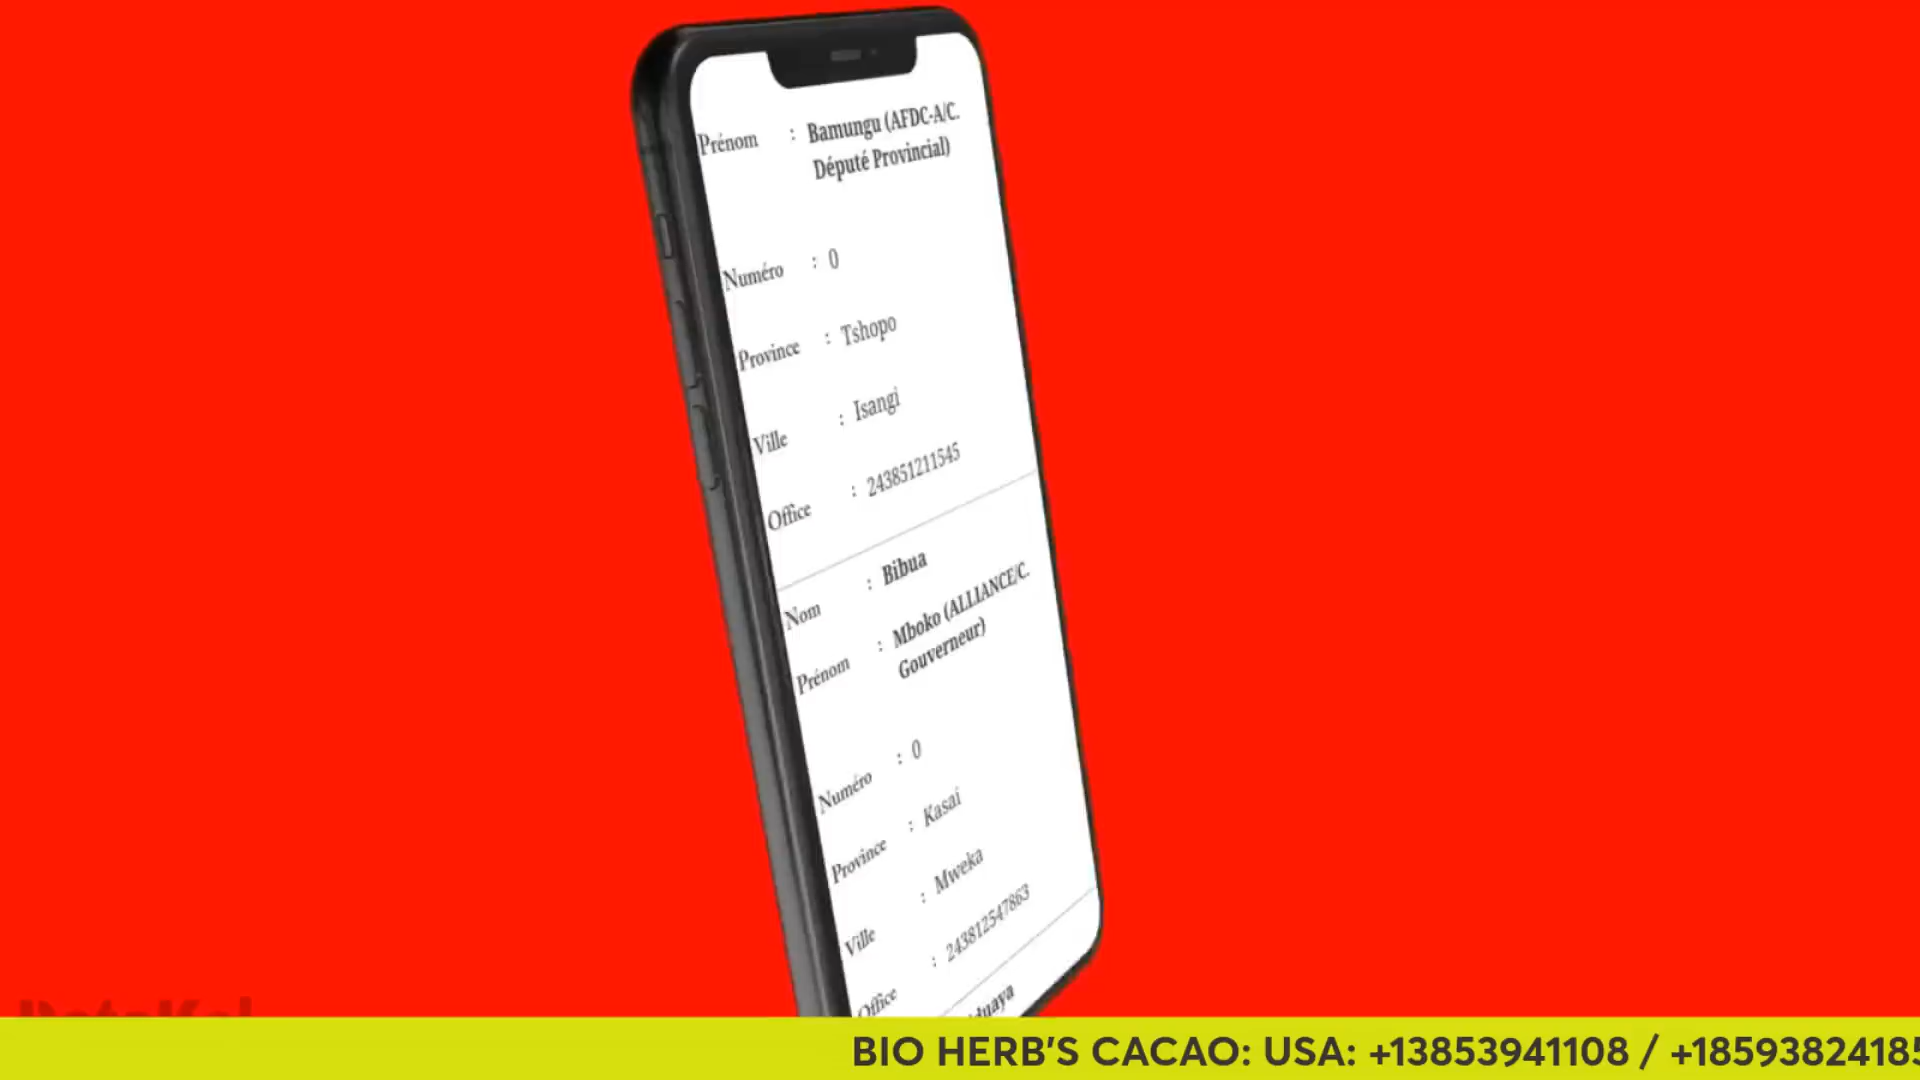 Prénom : Bamungu (AFDC-A/C.
Député Provincial)
Numéro : 0
Province : Tshopo
Ville : Isangi
Office : 243851211545
Nom : Bibua
Prénom : Mboko (ALLIANCE/C.
Gouverneur)
Numéro : 0
Province : Kasai
Ville : Mweka
Office : 243812547863
BIO HERB'S CACAO: USA: +13853941108 / +1859382418